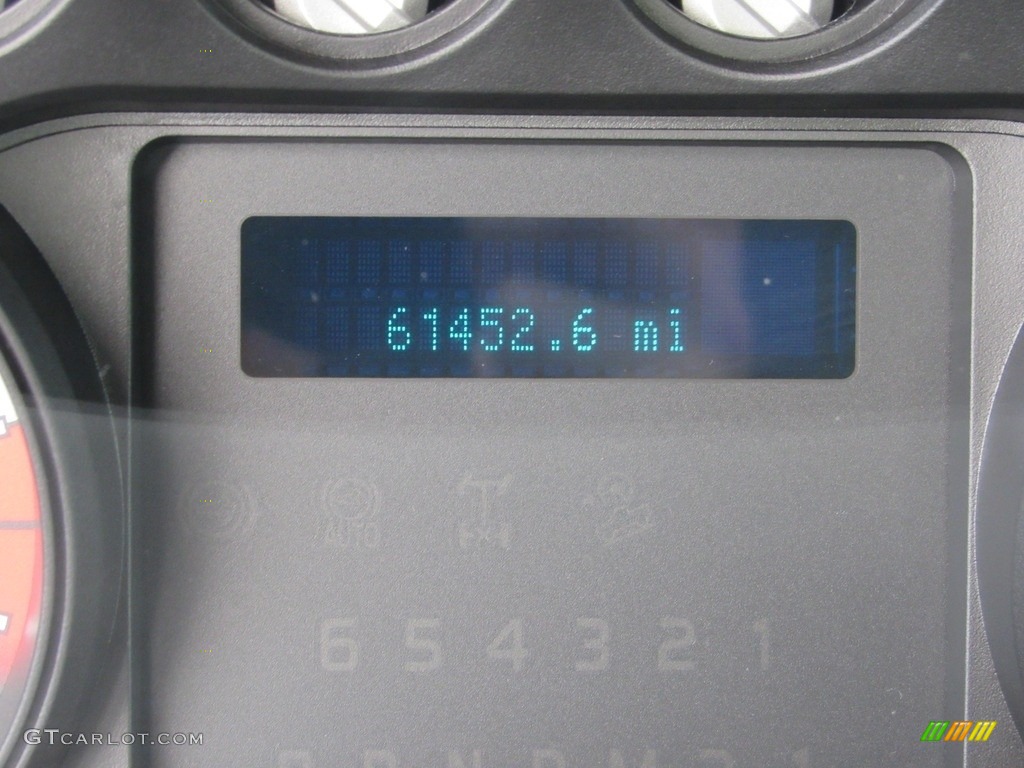 61452.6 mi
AUTO
4x4
6 5 4 3 2 1
GTCARLOT.COM